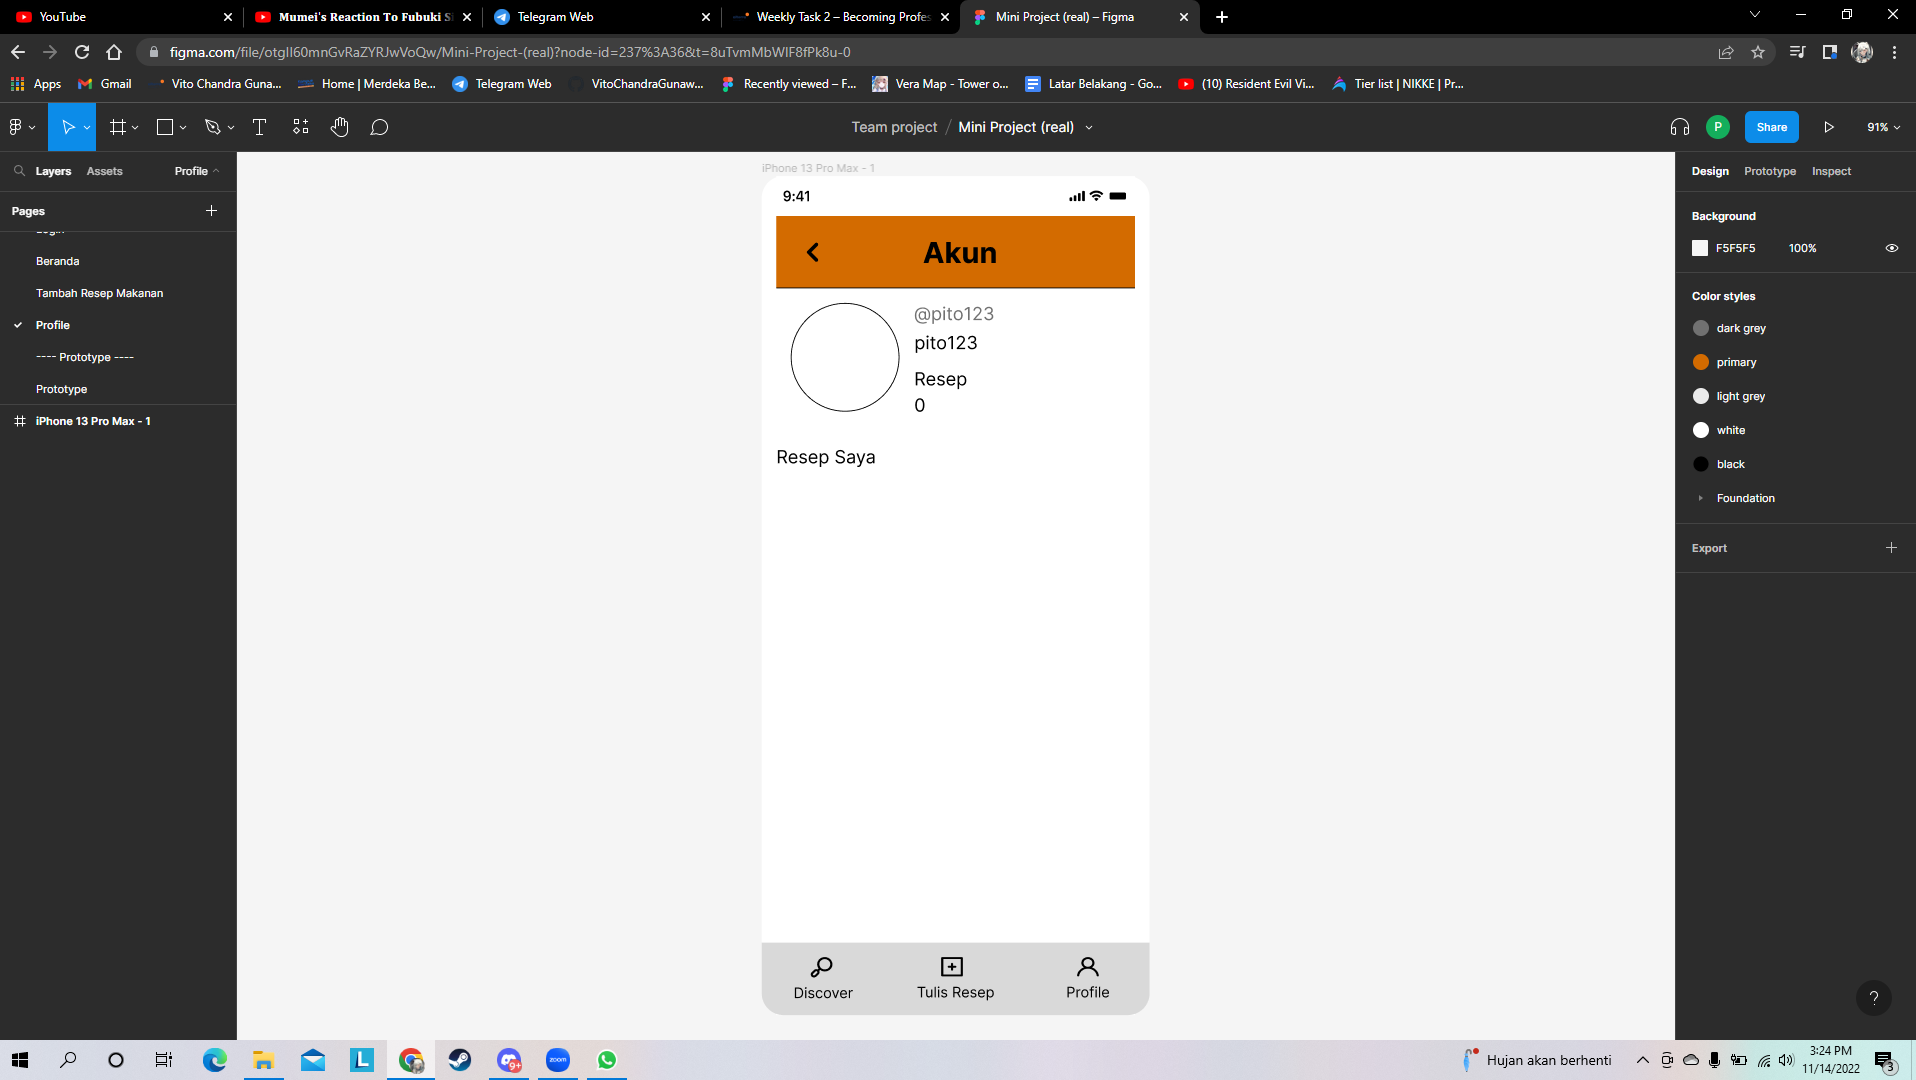 YouTube
Mumei's Reaction To Fubuki S
Telegram Web
Weekly Task 2 – Becoming Profes
Mini Project (real) – Figma
figma.com/file/otgIl60mnGvRaZYRJwVoQw/Mini-Project-(real)?node-id=237%3A36&t=8uTvmMbWIF8fPk8u-0
Apps
Gmail
Vito Chandra Guna...
Home | Merdeka Be...
Telegram Web
VitoChandraGunaw...
Recently viewed – F...
Vera Map - Tower o...
Latar Belakang - Go...
(10) Resident Evil Vi...
Tier list | NIKKE | Pr...
Team project / Mini Project (real)
P
Share
91%
Layers
Assets
Profile
Pages
Beranda
Tambah Resep Makanan
Profile
---- Prototype ----
Prototype
iPhone 13 Pro Max - 1
iPhone 13 Pro Max - 1
9:41
Akun
@pito123
pito123
Resep
0
Resep Saya
Discover
Tulis Resep
Profile
Design
Prototype
Inspect
Background
F5F5F5
100%
Color styles
dark grey
primary
light grey
white
black
Foundation
Export
?
L
9+
zoom
Hujan akan berhenti
3:24 PM
11/14/2022
3